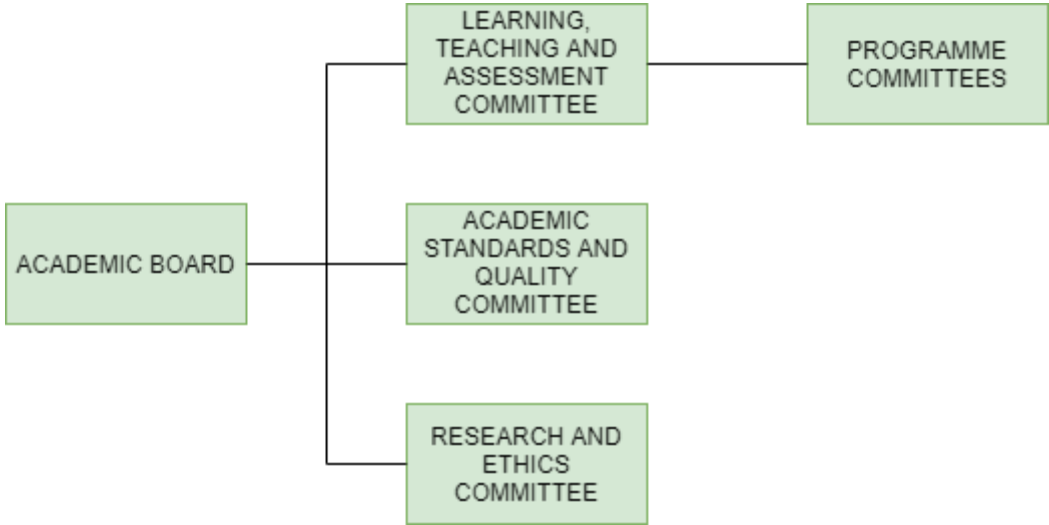 LEARNING,
TEACHING AND
ASSESSMENT
COMMITTEE
PROGRAMME
COMMITTEES
ACADEMIC BOARD
ACADEMIC
STANDARDS AND
QUALITY
COMMITTEE
RESEARCH AND
ETHICS
COMMITTEE